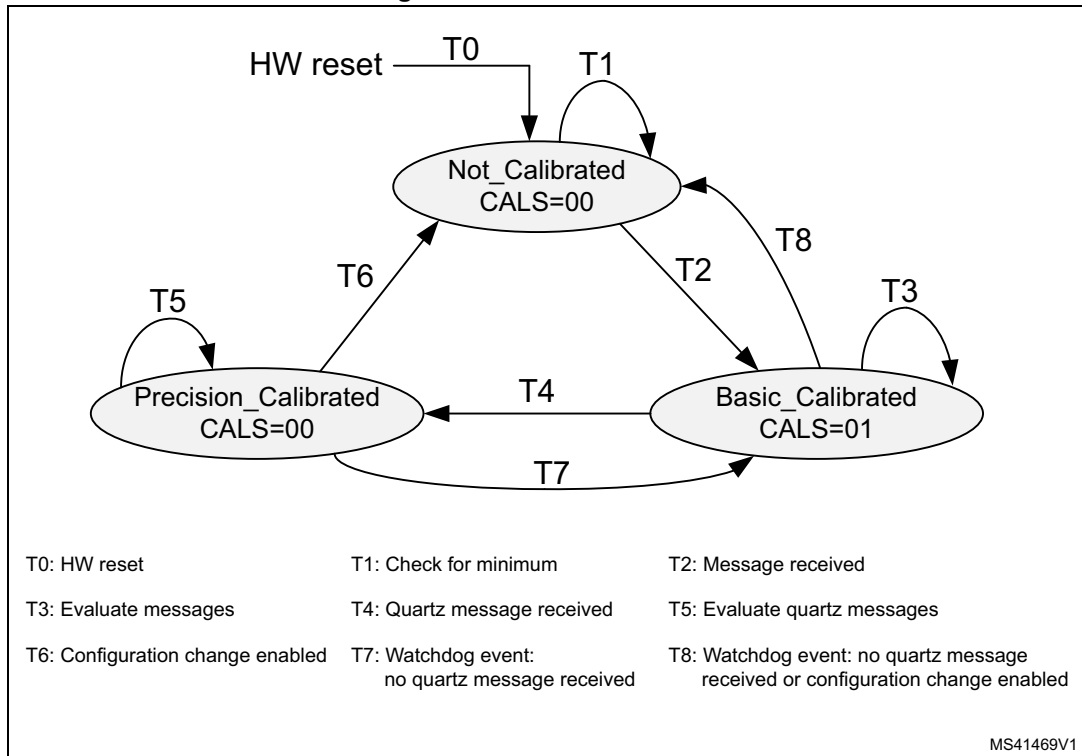 HW reset
T0
T1
Not_Calibrated
CALS=00
T8
T2
T6
T5
T3
Precision_Calibrated
CALS=00
T4
Basic_Calibrated
CALS=01
T7
T0: HW reset
T1: Check for minimum
T2: Message received
T3: Evaluate messages
T4: Quartz message received
T5: Evaluate quartz messages
T6: Configuration change enabled
T7: Watchdog event:
no quartz message received
T8: Watchdog event: no quartz message
received or configuration change enabled
MS41469V1